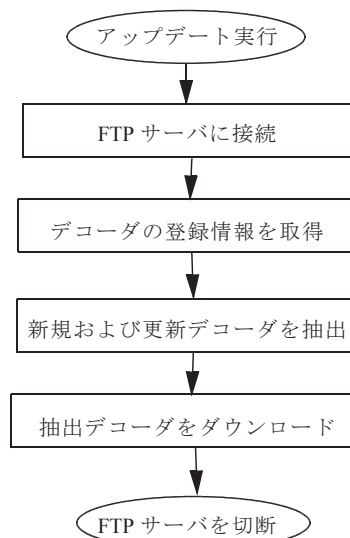 アップデート実行
FTP サーバに接続
デコーダの登録情報を取得
新規および更新デコーダを抽出
抽出デコーダをダウンロード
FTP サーバを切断